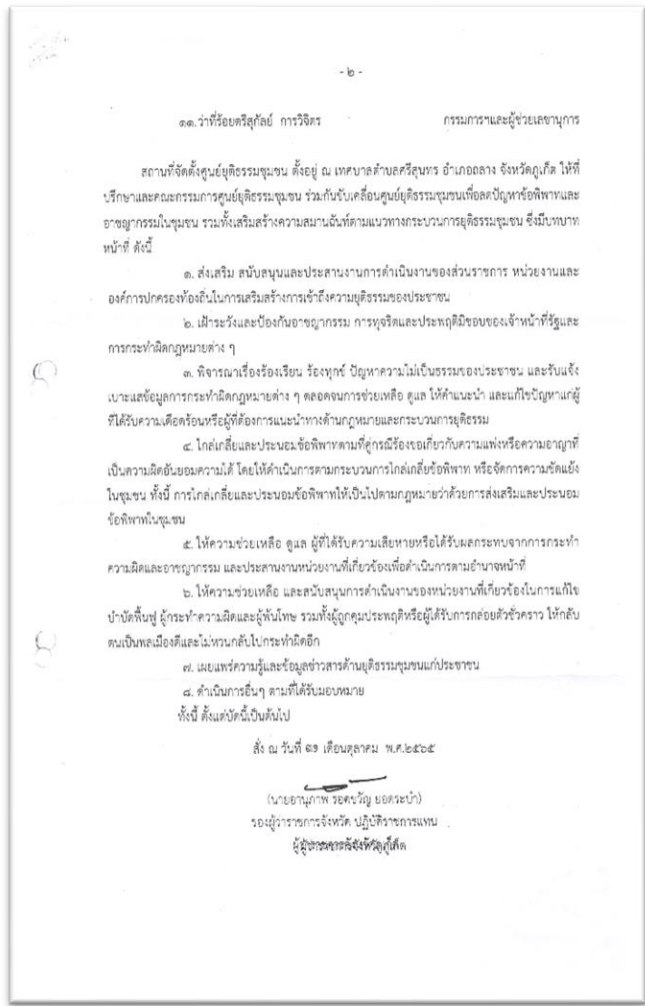 - ๒ -
๑๑.ว่าที่ร้อยตรีสุกัลย์ การวิจิตร กรรมการฯและผู้ช่วยเลขานุการ
สถานที่จัดตั้งศูนย์ยุติธรรมชุมชน ตั้งอยู่ ณ เทศบาลตำบลศรีสุนทร อำเภอถลาง จังหวัดภูเก็ต ให้ที่
ปรึกษาและคณะกรรมการศูนย์ยุติธรรมชุมชน ร่วมกันขับเคลื่อนศูนย์ยุติธรรมชุมชนเพื่อลดปัญหาข้อพิพาทและ
อาชญากรรมในชุมชน รวมทั้งเสริมสร้างความสมานฉันท์ตามแนวทางกระบวนการยุติธรรมชุมชน ซึ่งมีบทบาท
หน้าที่ ดังนี้
๑. ส่งเสริม สนับสนุนและประสานงานการดำเนินงานของส่วนราชการ หน่วยงานและ
องค์การปกครองท้องถิ่นในการเสริมสร้างการเข้าถึงความยุติธรรมของประชาชน
๒. เฝ้าระวังและป้องกันอาชญากรรม การทุจริตและประพฤติมิชอบของเจ้าหน้าที่รัฐและ
การกระทำผิดกฎหมายต่าง ๆ
๓. พิจารณาเรื่องร้องเรียน ร้องทุกข์ ปัญหาความไม่เป็นธรรมของประชาชน และรับแจ้ง
เบาะแสข้อมูลการกระทำผิดกฎหมายต่าง ๆ ตลอดจนการช่วยเหลือ ดูแล ให้คำแนะนำ และแก้ไขปัญหาแก่ผู้
ที่ได้รับความเดือดร้อนหรือผู้ที่ต้องการแนะนำทางด้านกฎหมายและกระบวนการยุติธรรม
๔. ไกล่เกลี่ยและประนอมข้อพิพาทตามที่คู่กรณีร้องขอเกี่ยวกับความแพ่งหรือความอาญาที่
เป็นความผิดอันยอมความได้ โดยให้ดำเนินการตามกระบวนการไกล่เกลี่ยข้อพิพาท หรือจัดการความขัดแย้ง
ในชุมชน ทั้งนี้ การไกล่เกลี่ยและประนอมข้อพิพาทให้เป็นไปตามกฎหมายว่าด้วยการส่งเสริมและประนอม
ข้อพิพาทในชุมชน
๕. ให้ความช่วยเหลือ ดูแล ผู้ที่ได้รับความเสียหายหรือได้รับผลกระทบจากการกระทำ
ความผิดและอาชญากรรม และประสานงานหน่วยงานที่เกี่ยวข้องเพื่อดำเนินการตามอำนาจหน้าที่
๖. ให้ความช่วยเหลือ และสนับสนุนการดำเนินงานของหน่วยงานที่เกี่ยวข้องในการแก้ไข
บำบัดฟื้นฟู ผู้กระทำความผิดและผู้พ้นโทษ รวมทั้งผู้ถูกคุมประพฤติหรือผู้ได้รับการปล่อยตัวชั่วคราว ให้กลับ
ตนเป็นพลเมืองดีและไม่หวนกลับไปกระทำผิดอีก
๗. เผยแพร่ความรู้และข้อมูลข่าวสารด้านยุติธรรมชุมชนแก่ประชาชน
๘. ดำเนินการอื่นๆ ตามที่ได้รับมอบหมาย
ทั้งนี้ ตั้งแต่บัดนี้เป็นต้นไป
สั่ง ณ วันที่ ๓๑ เดือนตุลาคม พ.ศ.๒๕๖๕
(นายอานุภาพ รอดขวัญ ยอดระบำ)
รองผู้ว่าราชการจังหวัด ปฏิบัติราชการแทน
ผู้ว่าราชการจังหวัดภูเก็ต